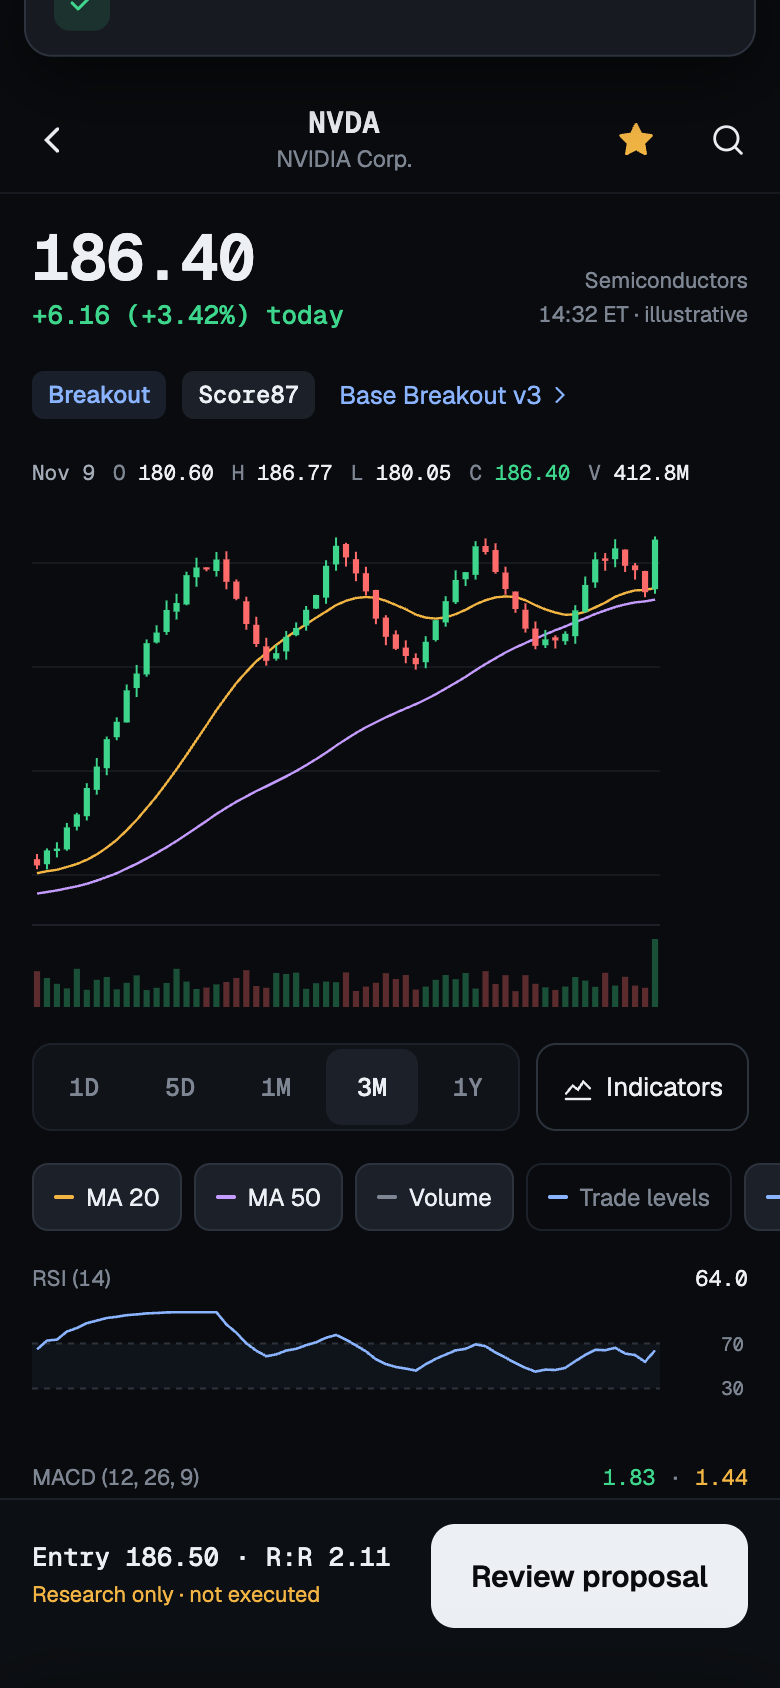 NVDA
NVIDIA Corp.
186.40
Semiconductors
+6.16 (+3.42%) today
14:32 ET · illustrative
Breakout Score87 Base Breakout v3
Nov 9 O 180.60 H 186.77 L 180.05 C 186.40 V 412.8M
1D 5D 1M 3M 1Y Indicators
MA 20 MA 50 Volume Trade levels
RSI (14) 64.0
70
30
MACD (12, 26, 9) 1.83 · 1.44
Entry 186.50 · R:R 2.11
Research only · not executed
Review proposal